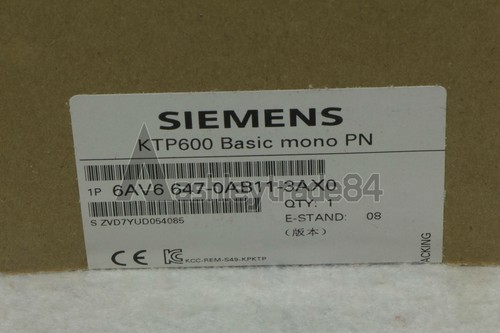 SIEMENS
KTP600 Basic mono PN
1P 6AV6 647-0AB11-3AX0
QTY: 1
S ZVD7YUD054085
E-STAND: 08
(版本)
CE
KCC-REM-S49-KPKTP
PACKING